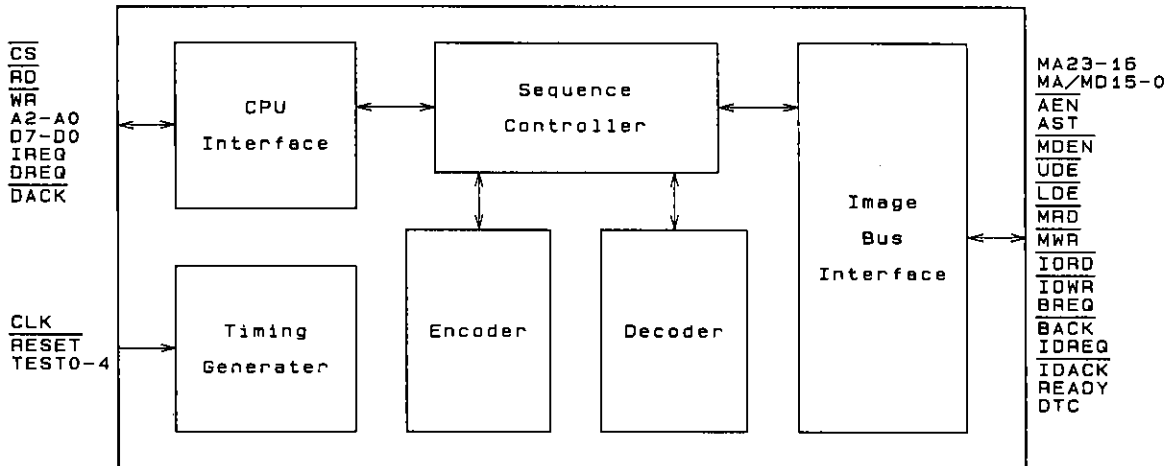 CS
RD
WR
A2-A0
D7-D0
IREQ
DREQ
DACK
CLK
RESET
TEST0-4
CPU
Interface
Timing
Generater
Sequence
Controller
Encoder
Decoder
Image
Bus
Interface
MA23-16
MA/MD15-0
AEN
AST
MDEN
UDE
LDE
MRD
MWR
IORD
IOWR
BREQ
BACK
IDREQ
IDACK
READY
DTC